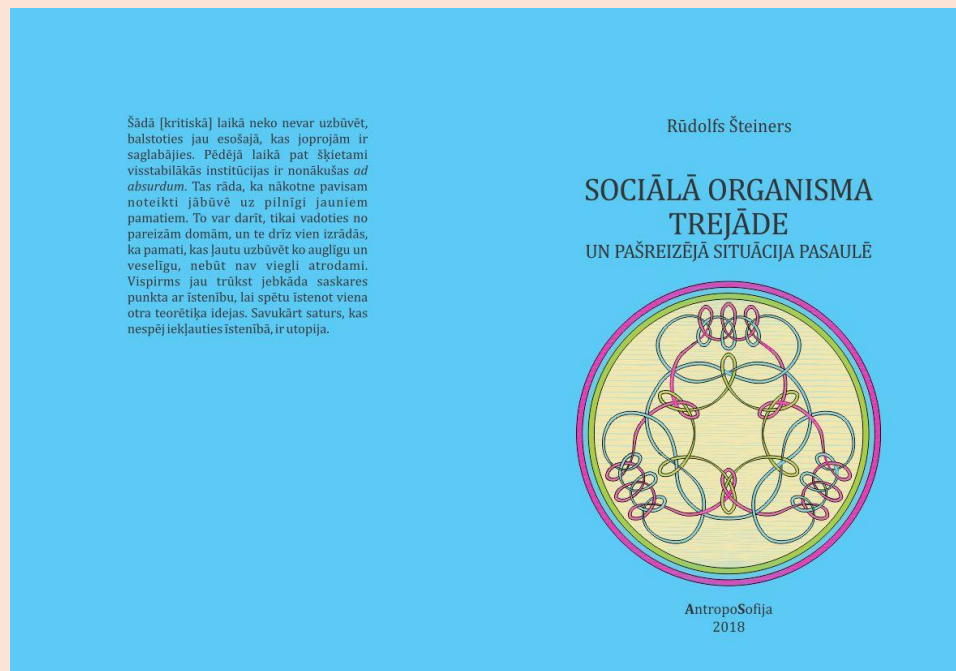 Šādā [kritiskā] laikā neko nevar uzbūvēt,
balstoties jau esošajā, kas joprojām ir
saglabājies. Pēdējā laikā pat šķietami
visstabilākās institūcijas ir nonākušas ad
absurdum. Tas rāda, ka nākotne pavisam
noteikti jābūvē uz pilnīgi jauniem
pamatiem. To var darīt, tikai vadoties no
pareizām domām, un te drīz vien izrādās,
ka pamati, kas ļautu uzbūvēt ko auglīgu un
veselīgu, nebūt nav viegli atrodami.
Vispirms jau trūkst jebkāda saskares
punkta ar īstenību, lai spētu īstenot viena
otra teorētiķa idejas. Savukārt saturs, kas
nespēj iekļauties īstenībā, ir utopija.
Rūdolfs Šteiners
SOCIĀLĀ ORGANISMA
TREJĀDE
UN PAŠREIZĒJĀ SITUĀCIJA PASAULĒ
AntropoSofija
2018